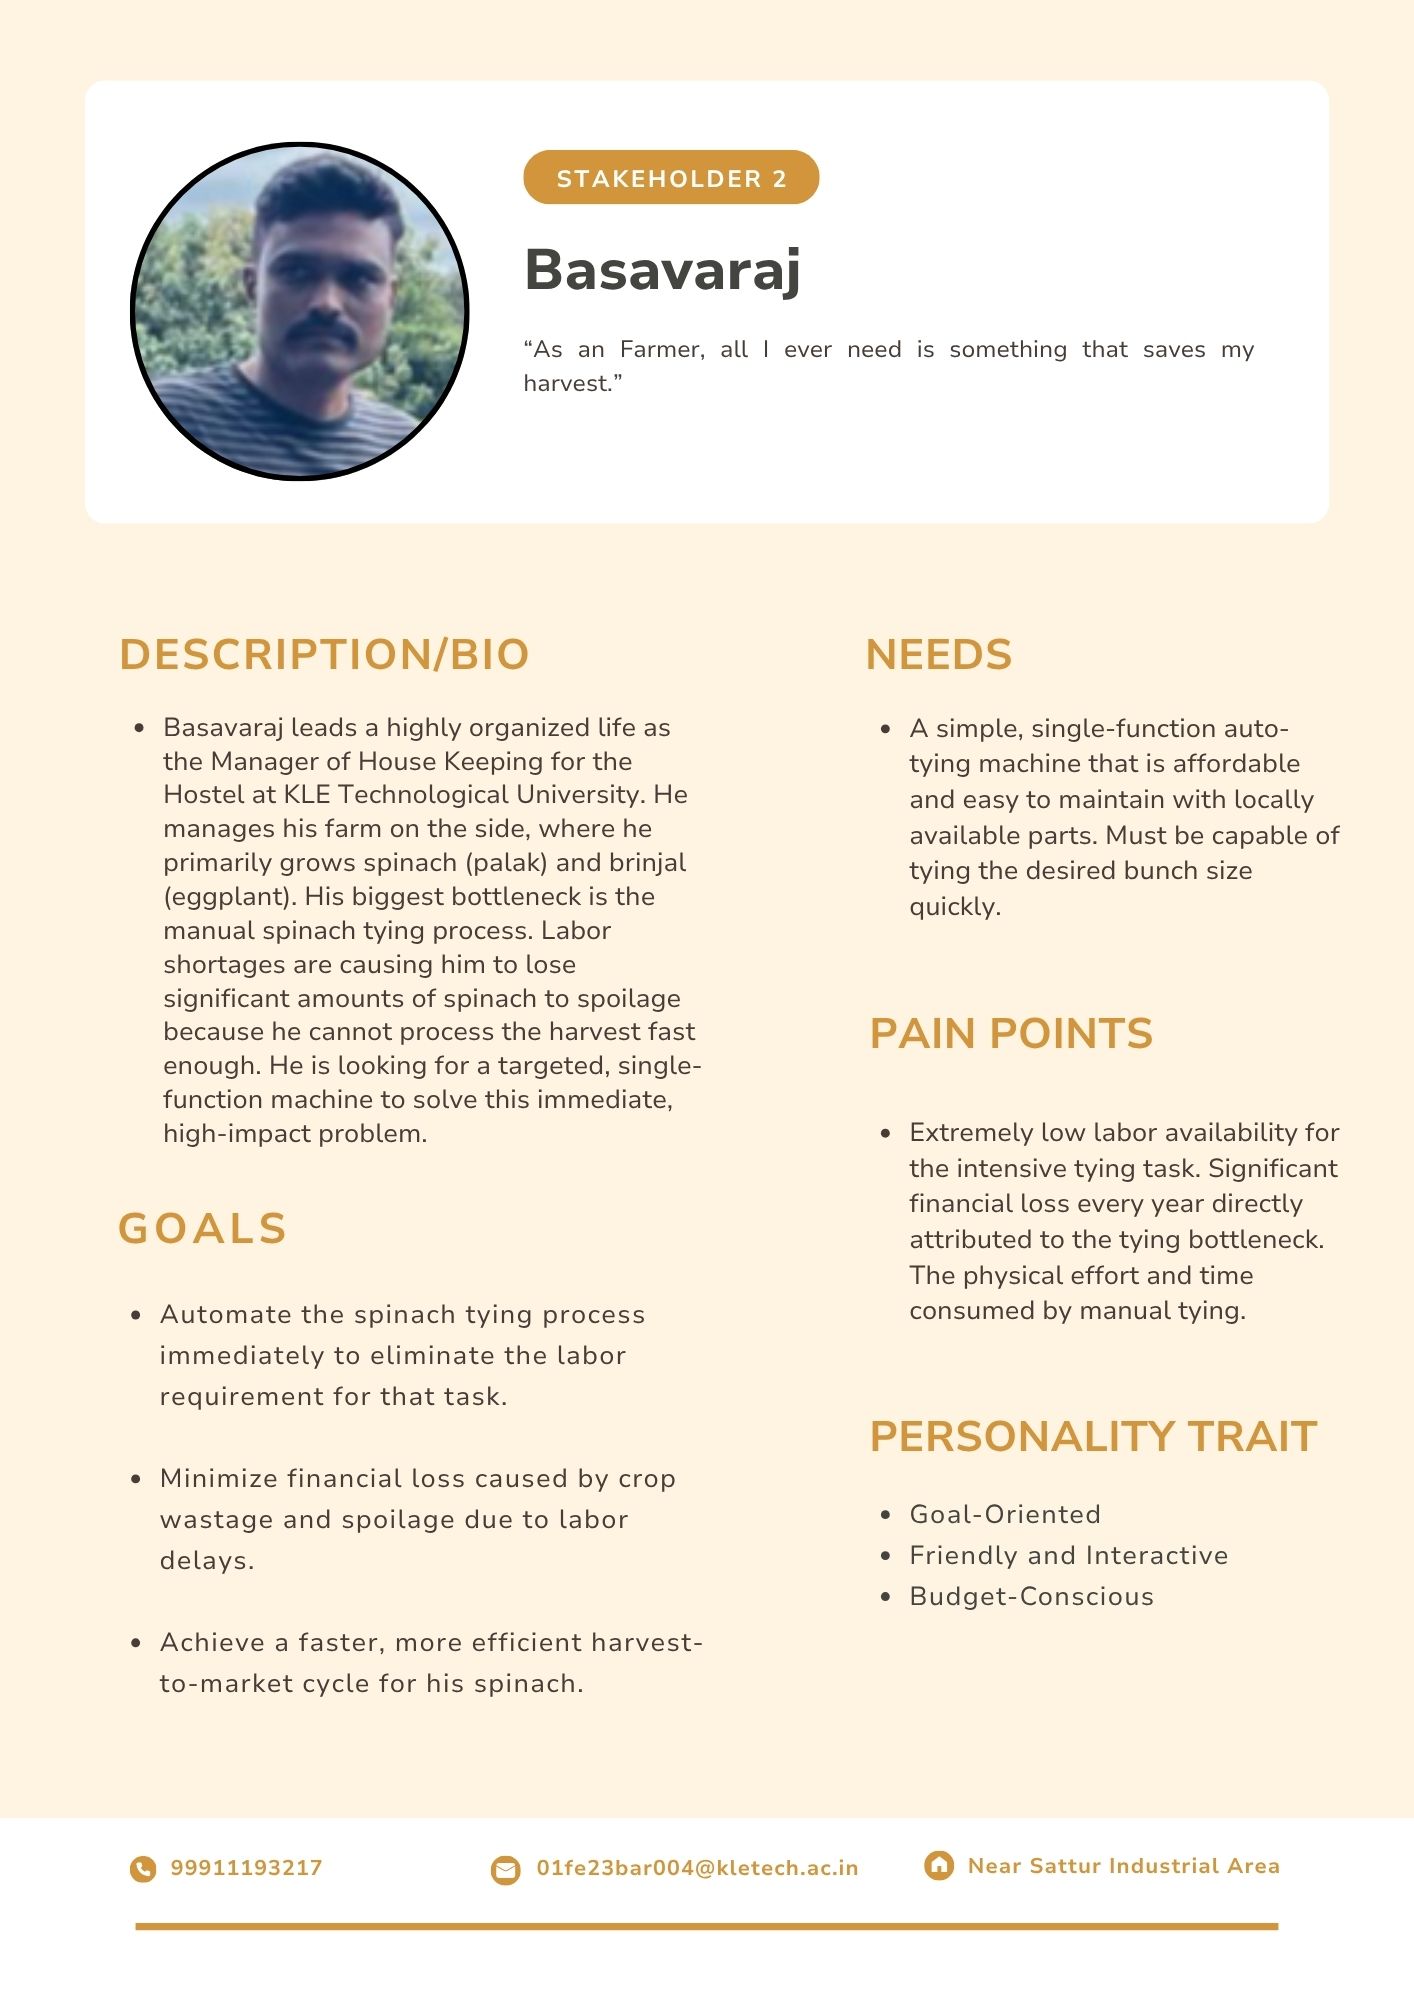 STAKEHOLDER 2
Basavaraj
“As an Farmer, all I ever need is something that saves my
harvest.”
DESCRIPTION/BIO
• Basavaraj leads a highly organized life as
the Manager of House Keeping for the
Hostel at KLE Technological University. He
manages his farm on the side, where he
primarily grows spinach (palak) and brinjal
(eggplant). His biggest bottleneck is the
manual spinach tying process. Labor
shortages are causing him to lose
significant amounts of spinach to spoilage
because he cannot process the harvest fast
enough. He is looking for a targeted, single-
function machine to solve this immediate,
high-impact problem.
GOALS
• Automate the spinach tying process
immediately to eliminate the labor
requirement for that task.
• Minimize financial loss caused by crop
wastage and spoilage due to labor
delays.
• Achieve a faster, more efficient harvest-
to-market cycle for his spinach.
NEEDS
• A simple, single-function auto-
tying machine that is affordable
and easy to maintain with locally
available parts. Must be capable of
tying the desired bunch size
quickly.
PAIN POINTS
• Extremely low labor availability for
the intensive tying task. Significant
financial loss every year directly
attributed to the tying bottleneck.
The physical effort and time
consumed by manual tying.
PERSONALITY TRAIT
• Goal-Oriented
• Friendly and Interactive
• Budget-Conscious
99911193217
01fe23bar004@kletech.ac.in
Near Sattur Industrial Area